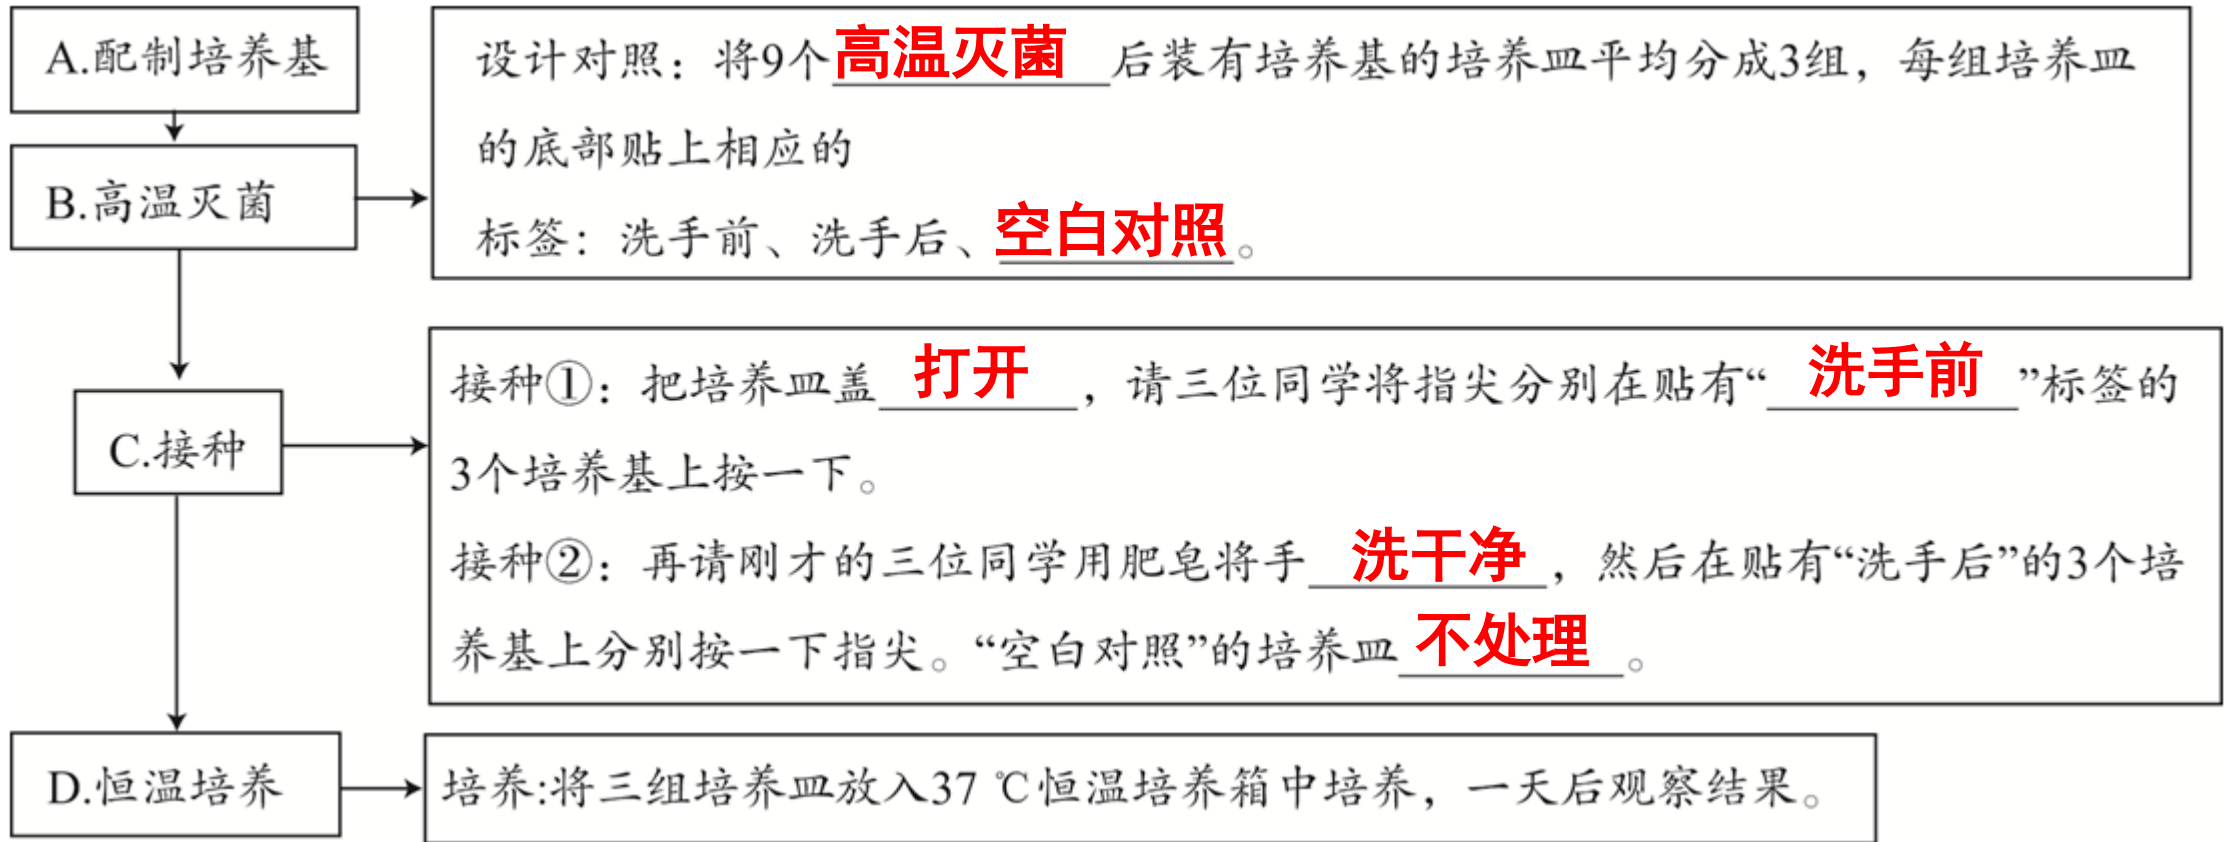 A.配制培养基
设计对照：将9个高温灭菌后装有培养基的培养皿平均分成3组，每组培养皿
的底部贴上相应的
B.高温灭菌
标签：洗手前、洗手后、空白对照。
接种①：把培养皿盖打开，请三位同学将指尖分别在贴有“洗手前”标签的
C.接种
3个培养基上按一下。
接种②：再请刚才的三位同学用肥皂将手洗干净，然后在贴有“洗手后”的3个培
养基上分别按一下指尖。“空白对照”的培养皿不处理。
D.恒温培养
培养:将三组培养皿放入37 ℃恒温培养箱中培养，一天后观察结果。